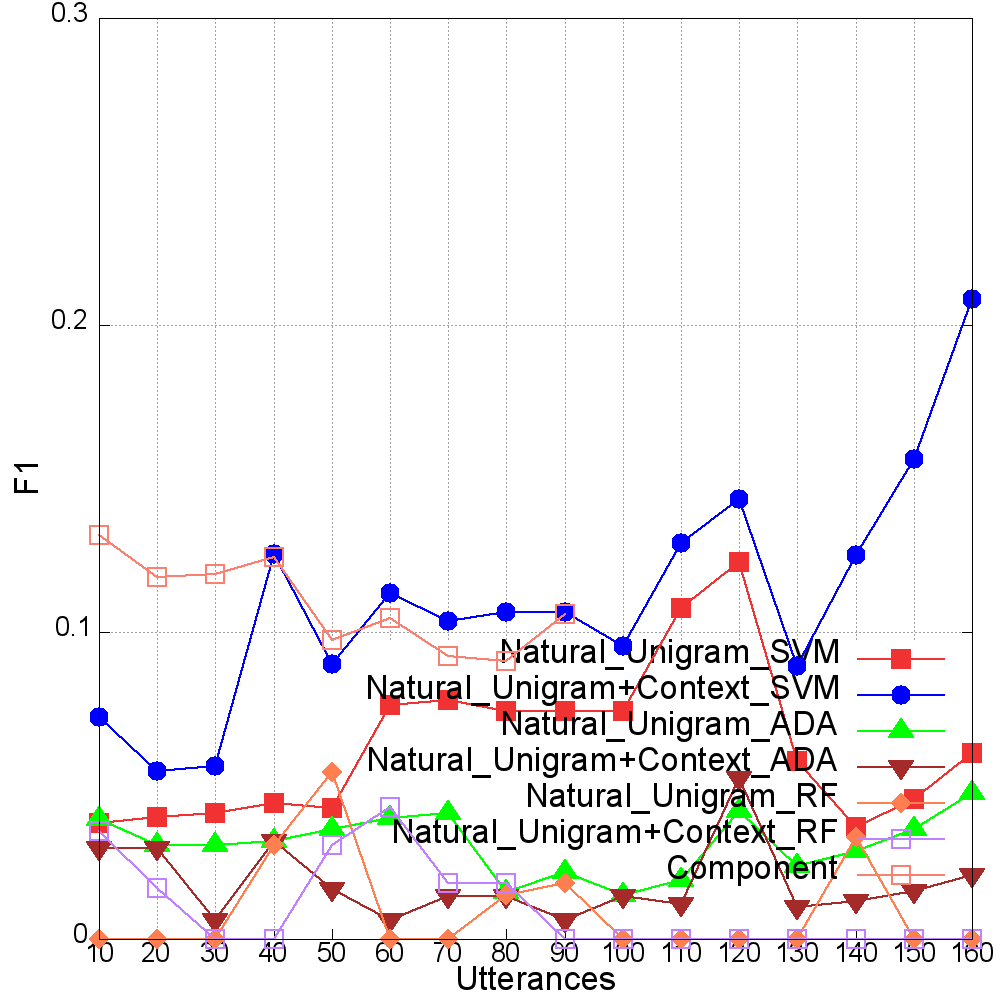 0.3
0.2
0.1
0
F1
Natural_Unigram_SVM
Natural_Unigram+Context_SVM
Natural_Unigram_ADA
Natural_Unigram+Context_ADA
Natural_Unigram_RF
Natural_Unigram+Context_RF
Component
10 20 30 40 50 60 70 80 90 100 110 120 130 140 150 160
Utterances